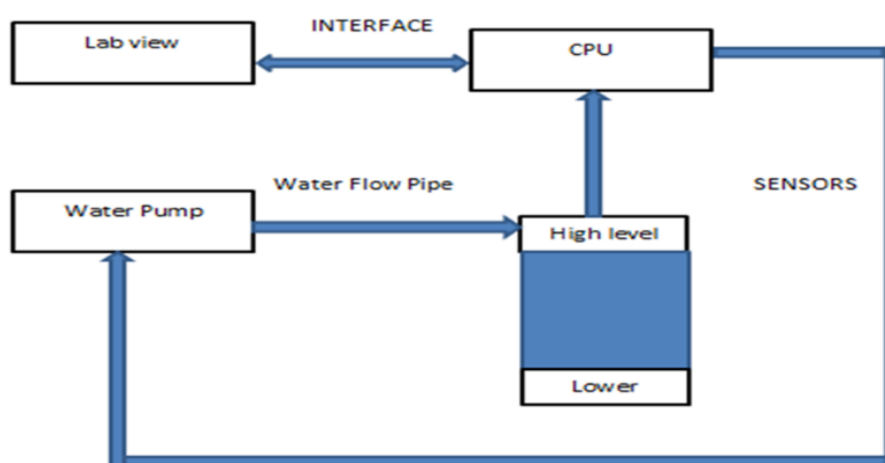 INTERFACE
Lab view
CPU
Water Flow Pipe
SENSORS
Water Pump
High level
Lower